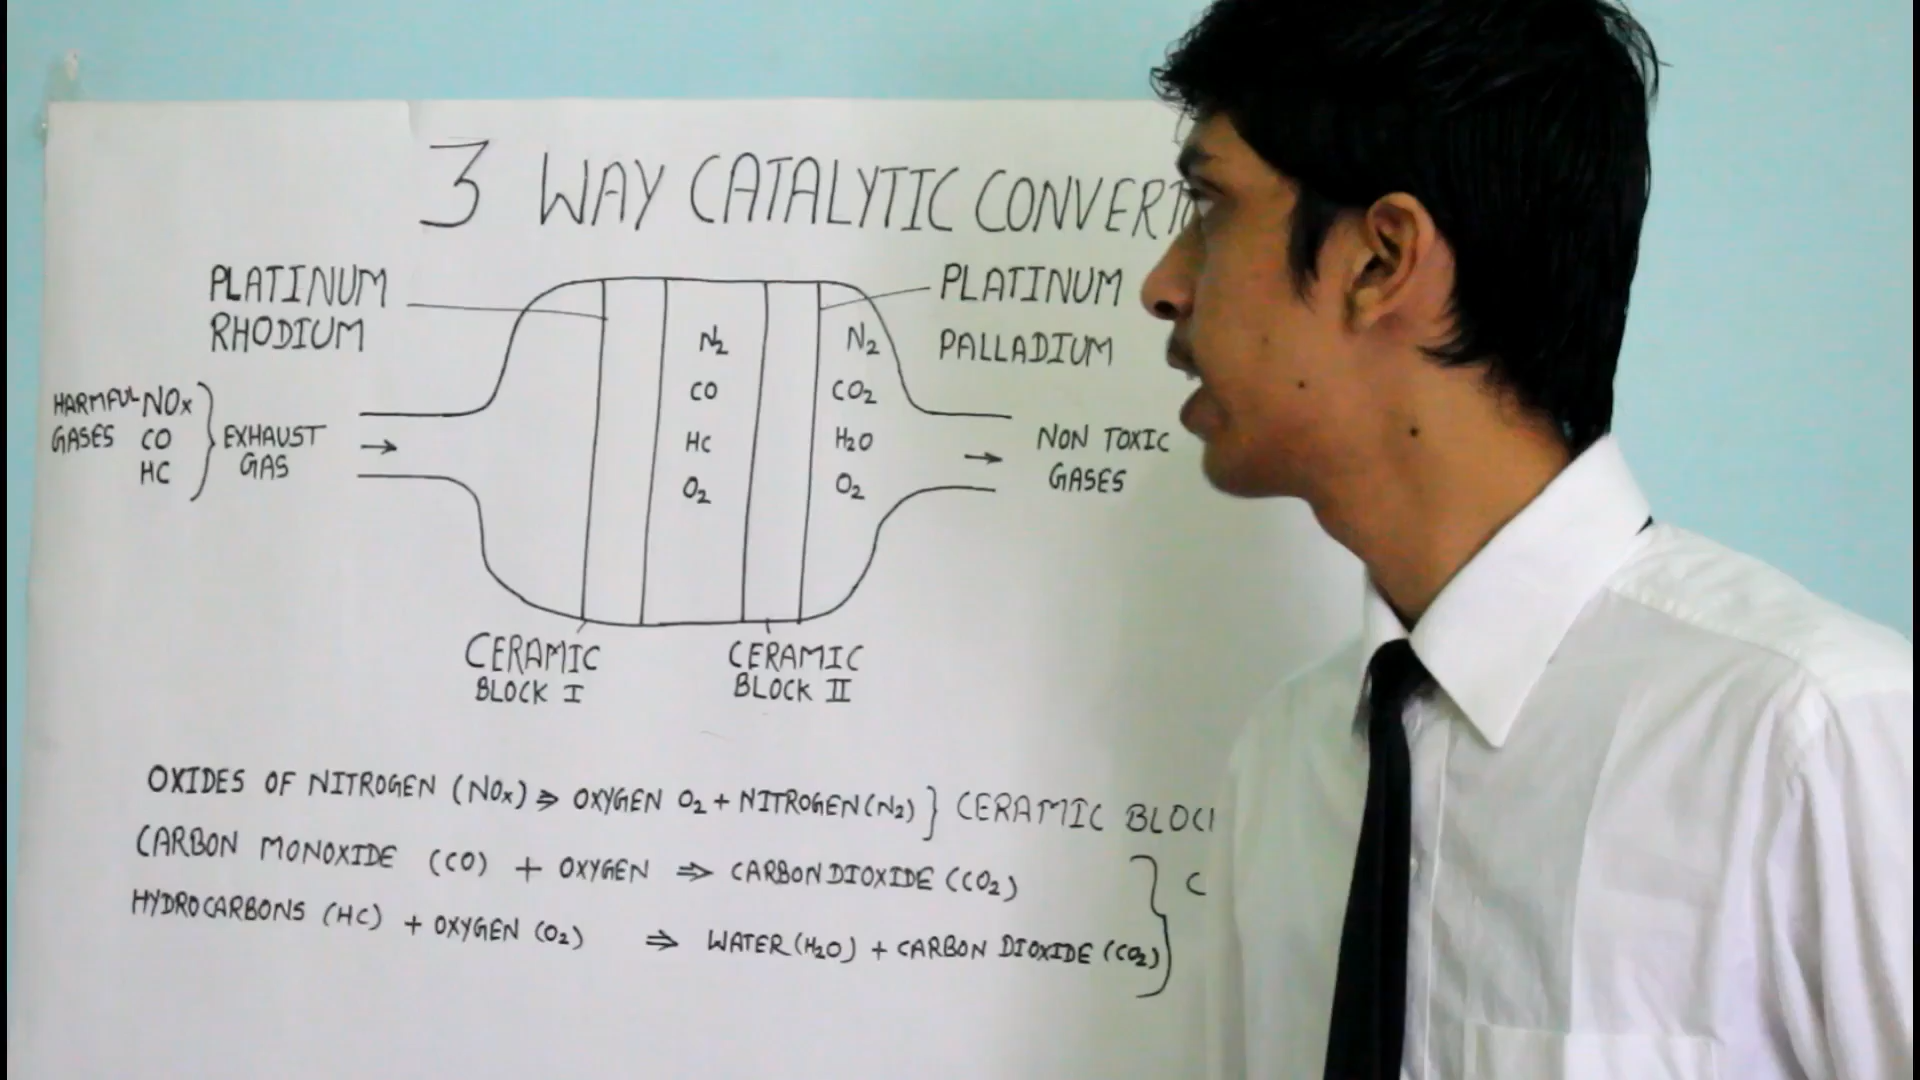 3 WAY CATALYTIC CONVERT
PLATINUM
RHODIUM
PLATINUM
PALLADIUM
HARMFUL NOx
GASES CO
HC
EXHAUST
GAS
N2
CO
HC
O2
N2
CO2
H2O
O2
NON TOXIC
GASES
CERAMIC
BLOCK I
CERAMIC
BLOCK II
OXIDES OF NITROGEN (NOx) ⇒ OXYGEN O2 + NITROGEN (N2) } CERAMIC BLOC
CARBON MONOXIDE (CO) + OXYGEN ⇒ CARBON DIOXIDE (CO2) } C
HYDROCARBONS (HC) + OXYGEN (O2) ⇒ WATER (H2O) + CARBON DIOXIDE (CO2)